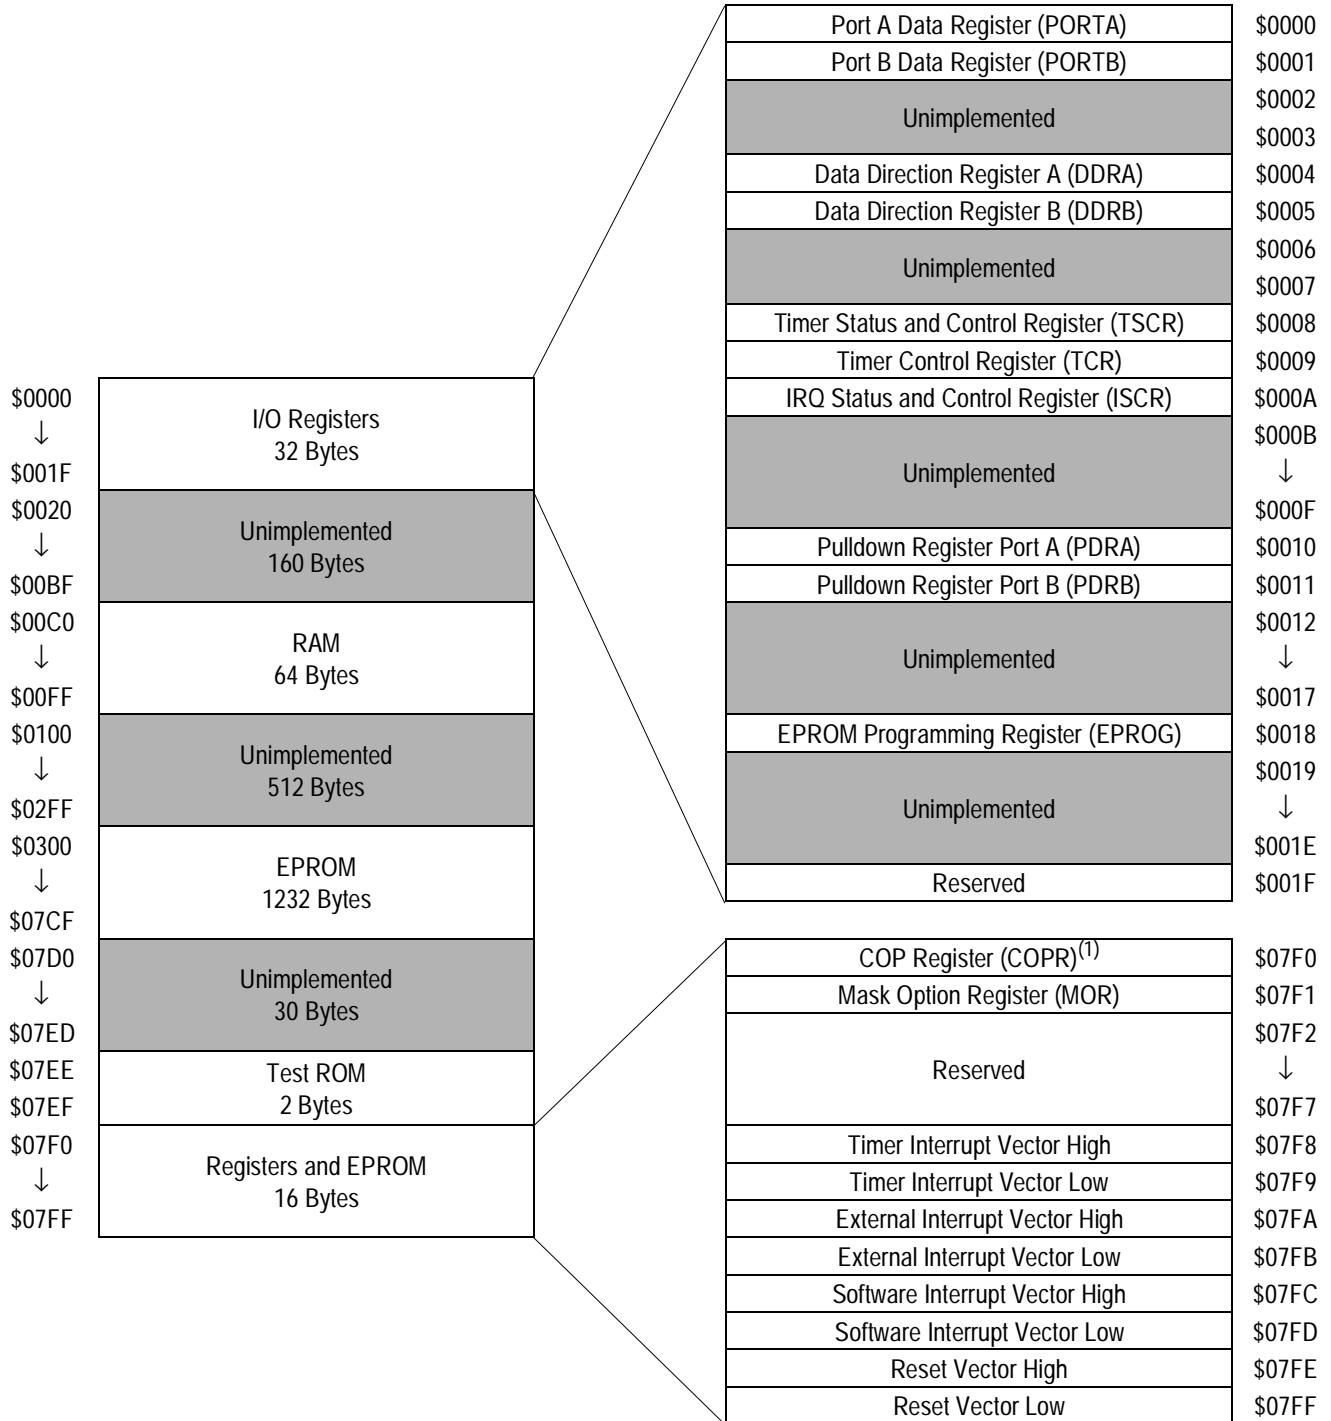 Port A Data Register (PORTA) $0000
Port B Data Register (PORTB) $0001
$0002
Unimplemented
$0003
Data Direction Register A (DDRA) $0004
Data Direction Register B (DDRB) $0005
$0006
Unimplemented
$0007
Timer Status and Control Register (TSCR) $0008
Timer Control Register (TCR) $0009
IRQ Status and Control Register (ISCR) $000A
$000B
Unimplemented ↓
$000F
Pulldown Register Port A (PDRA) $0010
Pulldown Register Port B (PDRB) $0011
$0012
Unimplemented ↓
$0017
EPROM Programming Register (EPROG) $0018
$0019
Unimplemented ↓
$001E
Reserved $001F
$0000
↓ I/O Registers
32 Bytes
$001F
$0020
↓ Unimplemented
160 Bytes
$00BF
$00C0
↓ RAM
64 Bytes
$00FF
$0100
↓ Unimplemented
512 Bytes
$02FF
$0300
↓ EPROM
1232 Bytes
$07CF
$07D0
↓ Unimplemented
30 Bytes
$07ED
$07EE Test ROM
$07EF 2 Bytes
$07F0
↓ Registers and EPROM
16 Bytes
$07FF
COP Register (COPR)(1) $07F0
Mask Option Register (MOR) $07F1
$07F2
Reserved ↓
$07F7
Timer Interrupt Vector High $07F8
Timer Interrupt Vector Low $07F9
External Interrupt Vector High $07FA
External Interrupt Vector Low $07FB
Software Interrupt Vector High $07FC
Software Interrupt Vector Low $07FD
Reset Vector High $07FE
Reset Vector Low $07FF